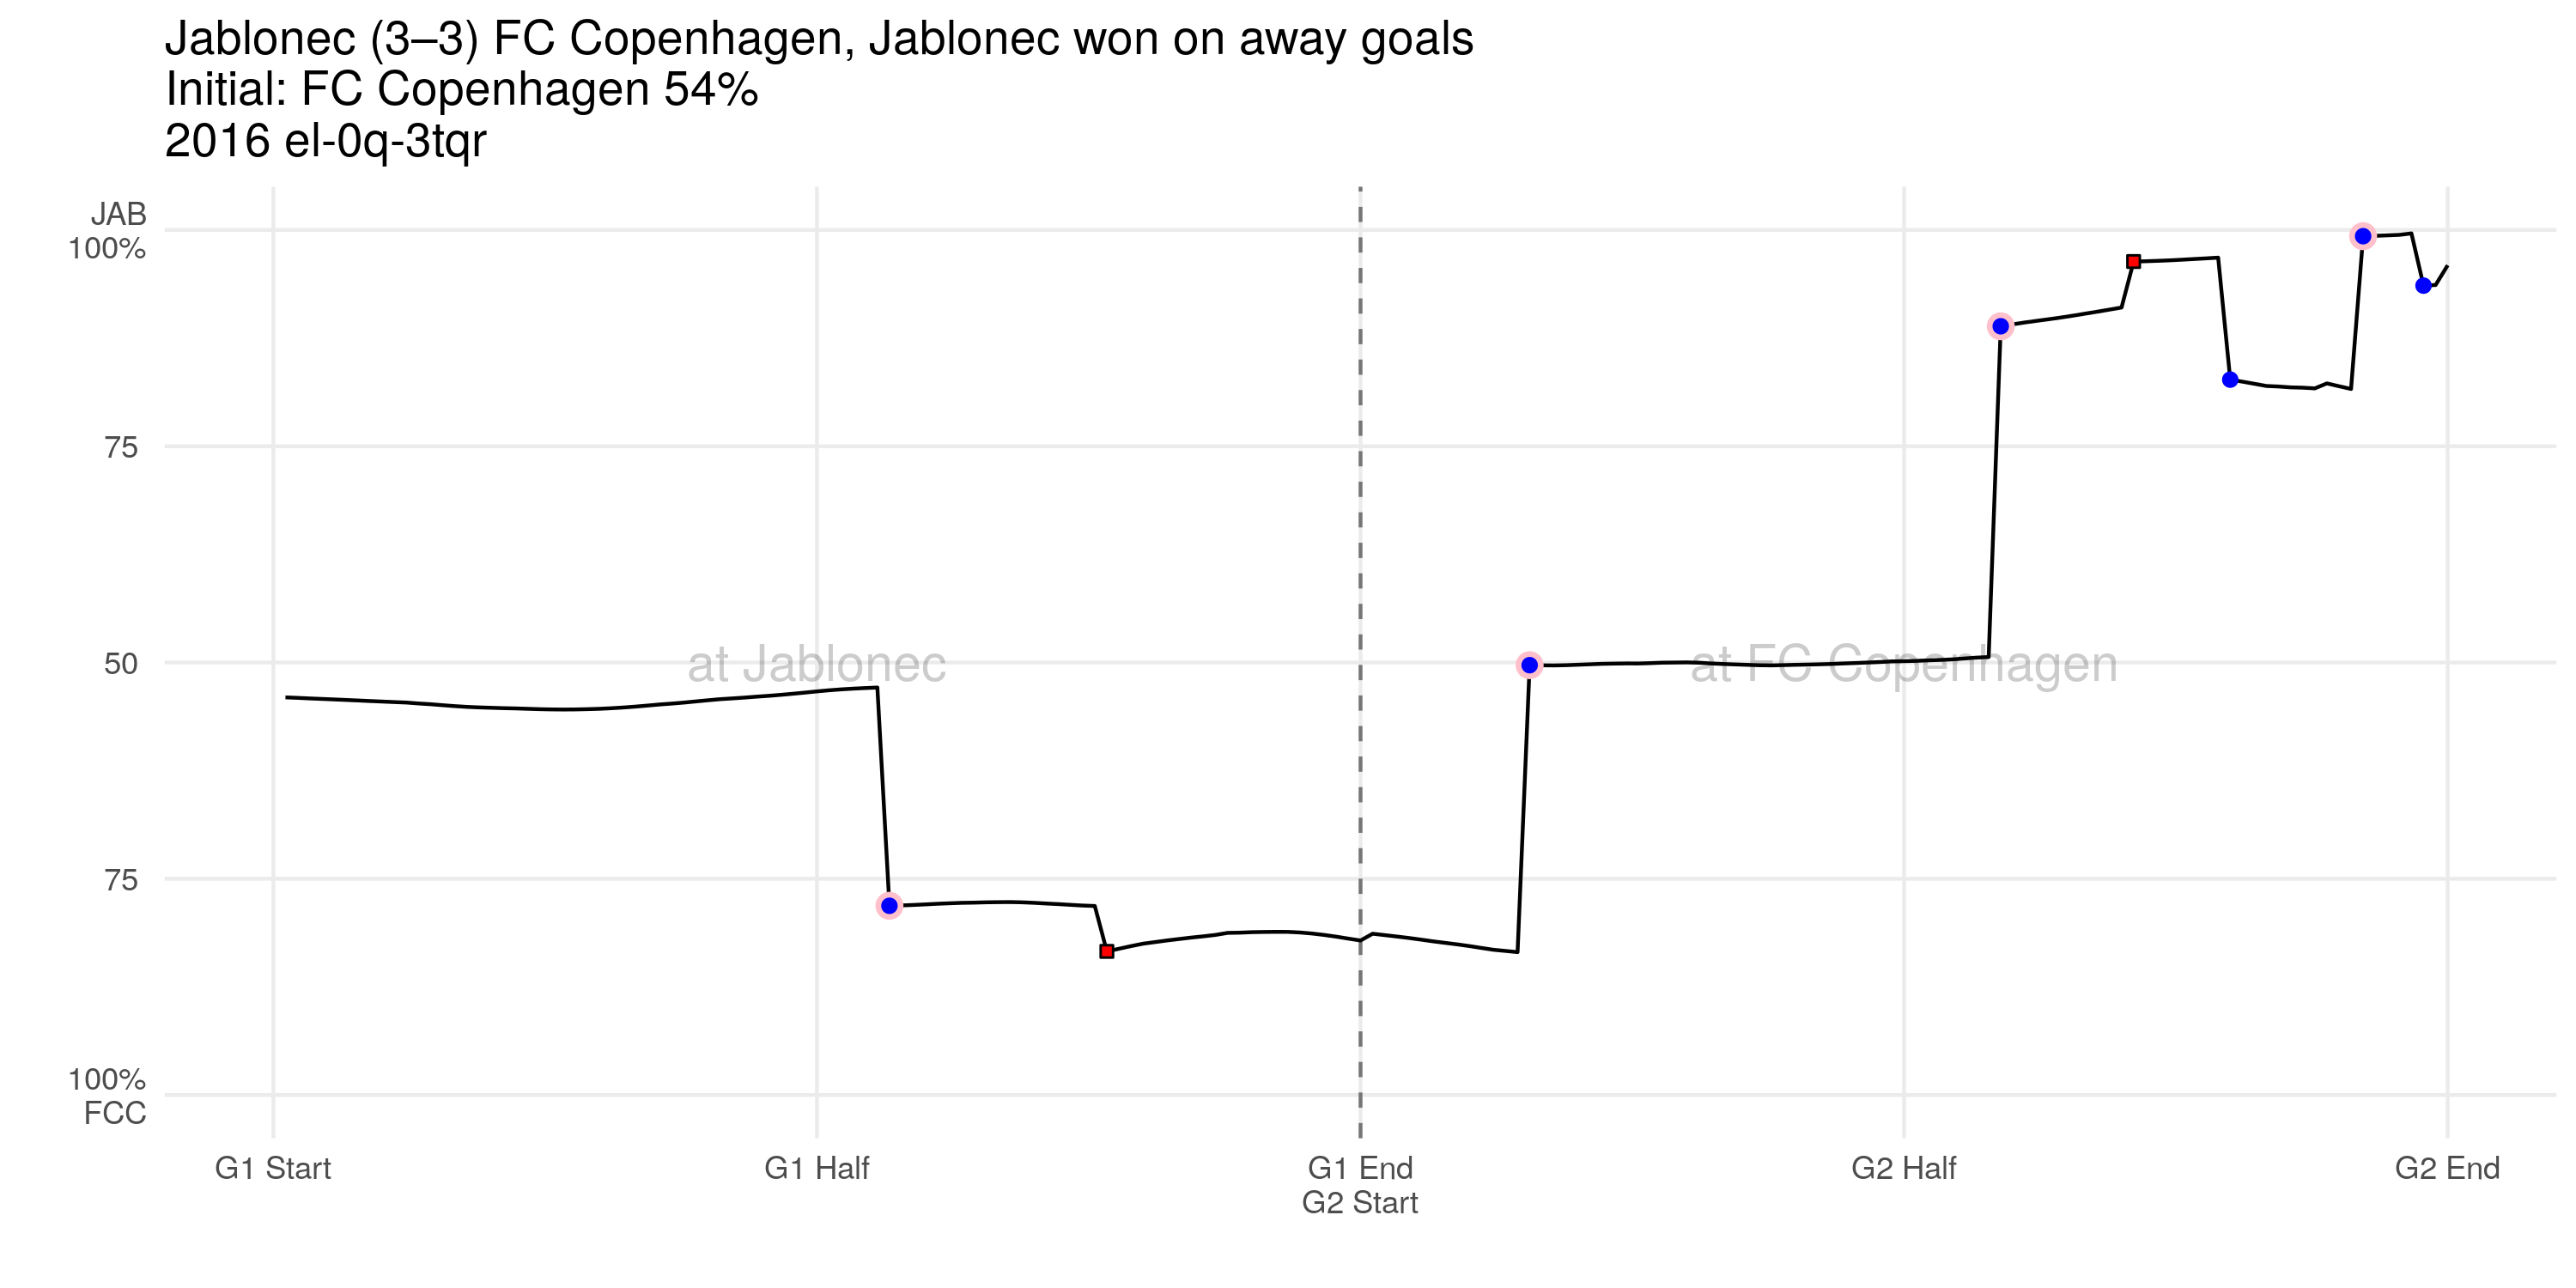 Jablonec (3–3) FC Copenhagen, Jablonec won on away goals
Initial: FC Copenhagen 54%
2016 el-0q-3tqr
JAB
100%
75
50
75
100%
FCC
at Jablonec
at FC Copenhagen
G1 Start
G1 Half
G1 End
G2 Start
G2 Half
G2 End